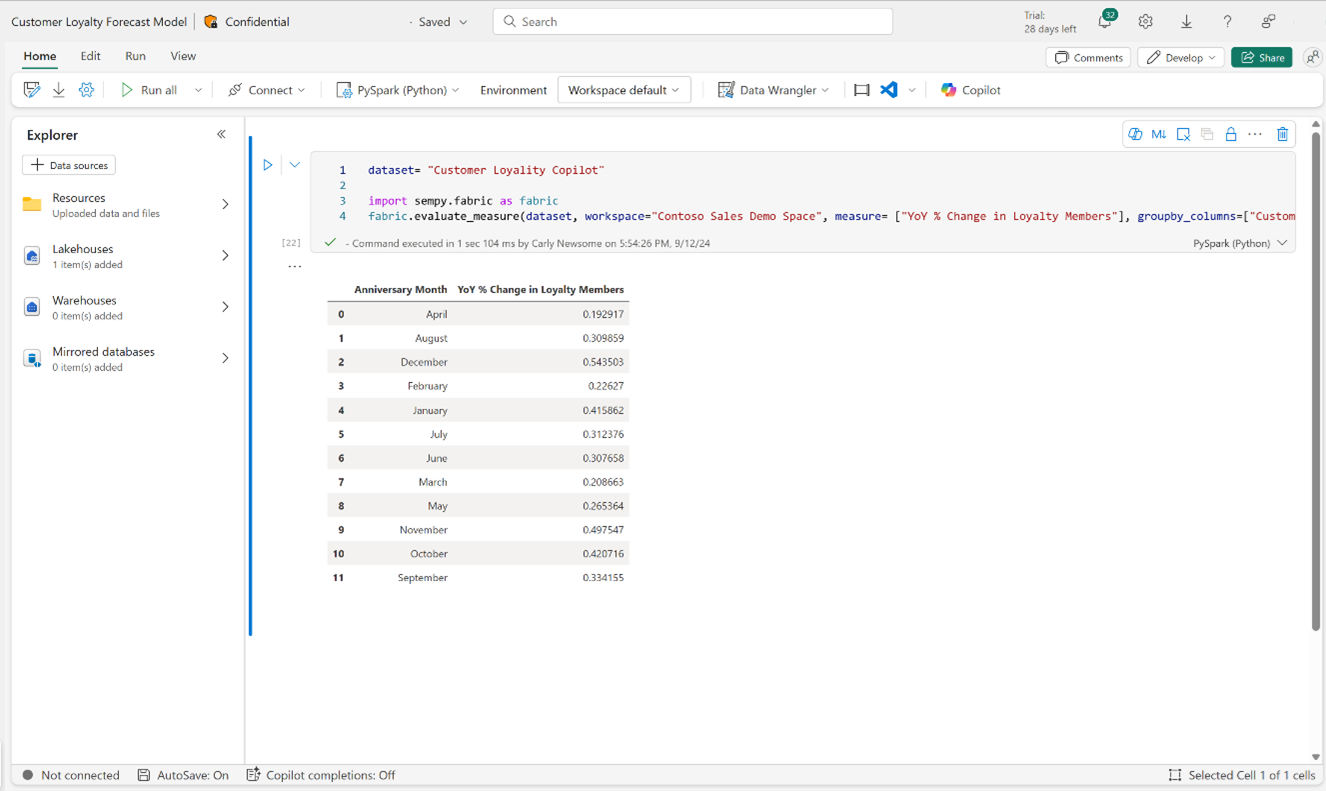 Customer Loyalty Forecast Model Confidential · Saved Search Trial: 28 days left 32 ?
Home Edit Run View Comments Develop Share
Run all Connect PySpark (Python) Environment Workspace default Data Wrangler Copilot
Explorer
Data sources
Resources
Uploaded data and files
Lakehouses
1 item(s) added
Warehouses
0 item(s) added
Mirrored databases
0 item(s) added
M↓ ···
1 dataset= "Customer Loyality Copilot"
2
3 import sempy.fabric as fabric
4 fabric.evaluate_measure(dataset, workspace="Contoso Sales Demo Space", measure= ["YoY % Change in Loyalty Members"], groupby_columns=["Custom
[22] - Command executed in 1 sec 104 ms by Carly Newsome on 5:54:26 PM, 9/12/24 PySpark (Python)
···
Anniversary Month YoY % Change in Loyalty Members
0 April 0.192917
1 August 0.309859
2 December 0.543503
3 February 0.22627
4 January 0.415862
5 July 0.312376
6 June 0.307658
7 March 0.208663
8 May 0.265364
9 November 0.497547
10 October 0.420716
11 September 0.334155
Not connected AutoSave: On Copilot completions: Off Selected Cell 1 of 1 cells